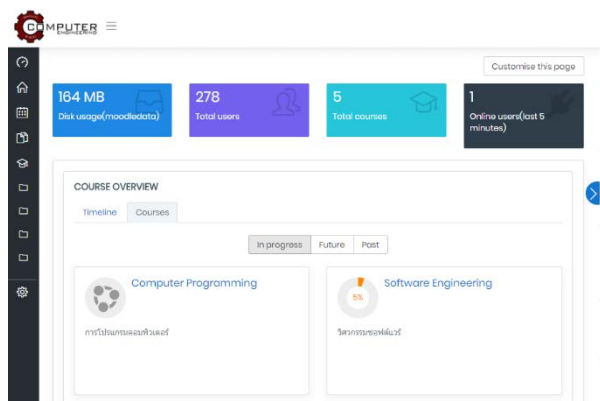 COMPUTER
ENGINEERING
Customise this page
164 MB
Disk usage(moodledata)
278
Total users
5
Total courses
1
Online users(last 5
minutes)
COURSE OVERVIEW
Timeline
Courses
In progress
Future
Past
Computer Programming
การโปรแกรมคอมพิวเตอร์
5%
Software Engineering
วิศวกรรมซอฟต์แวร์